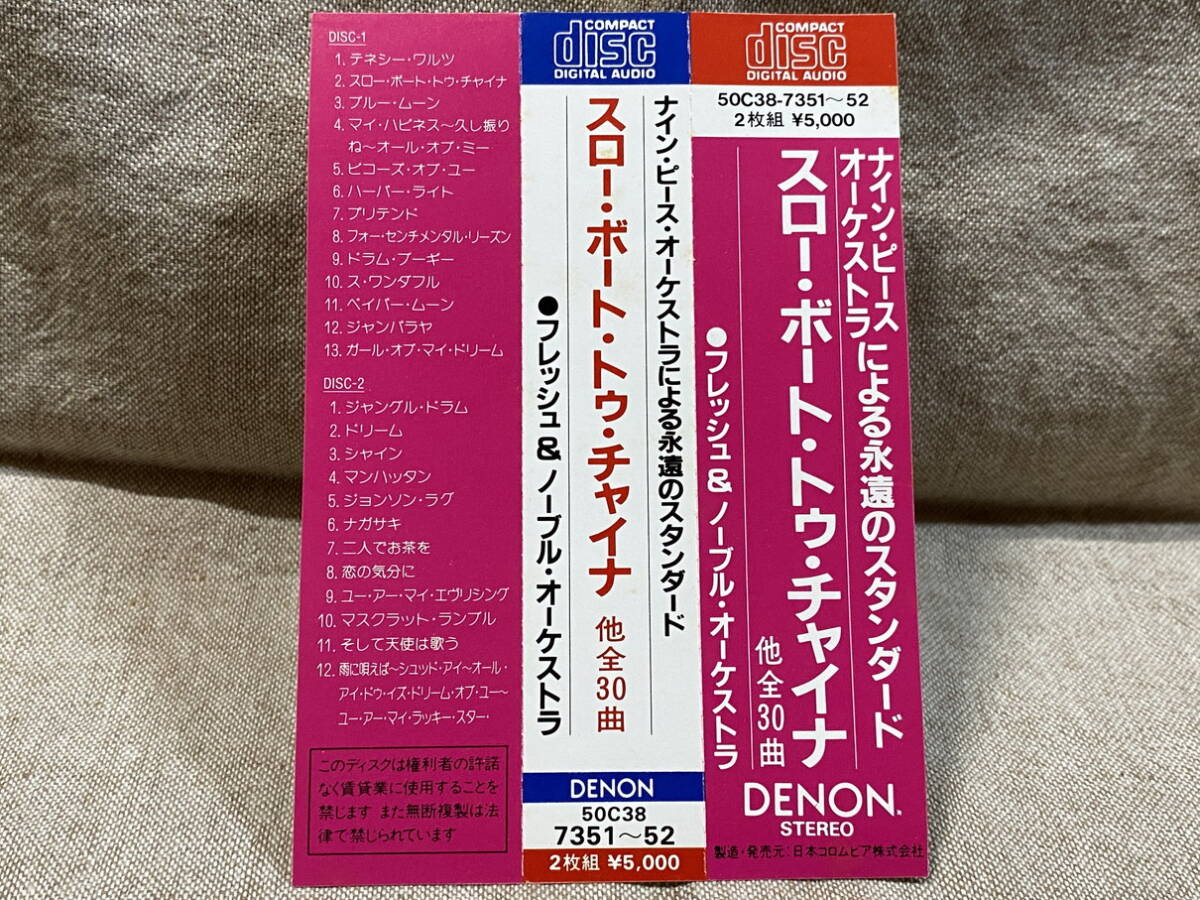 DISC-1
1. テネシー・ワルツ
2. スロー・ボート・トゥ・チャイナ
3. ブルー・ムーン
4. マイ・ハピネス〜久し振り
ね〜オール・オブ・ミー
5. ビコーズ・オブ・ユー
6. ハーバー・ライト
7. プリテンド
8. フォー・センチメンタル・リーズン
9. ドラム・ブーギー
10. ス・ワンダフル
11. ペイパー・ムーン
12. ジャンバラヤ
13. ガール・オブ・マイ・ドリーム
DISC-2
1. ジャングル・ドラム
2. ドリーム
3. シャイン
4. マンハッタン
5. ジョンソン・ラグ
6. ナガサキ
7. 二人でお茶を
8. 恋の気分に
9. ユー・アー・マイ・エヴリシング
10. マスクラット・ランブル
11. そして天使は歌う
12. 雨に唄えば〜シュッド・アイ〜オール・
アイ・ドゥ・イズ・ドリーム・オブ・ユー〜
ユー・アー・マイ・ラッキー・スター・
このディスクは権利者の許諾
なく賃貸業に使用することを
禁じます また無断複製は法
律で禁じられています
COMPACT
disc
DIGITAL AUDIO
ナイン・ピース・オーケストラによる永遠のスタンダード
スロー・ボート・トゥ・チャイナ 他全30曲
●フレッシュ&ノーブル・オーケストラ
DENON
50C38
7351〜52
2枚組 ¥5,000
COMPACT
disc
DIGITAL AUDIO
50C38-7351〜52
2枚組 ¥5,000
ナイン・ピース
オーケストラによる永遠のスタンダード
スロー・ボート・トゥ・チャイナ
他全30曲
●フレッシュ&ノーブル・オーケストラ
DENON
STEREO
製造・発売元:日本コロムビア株式会社